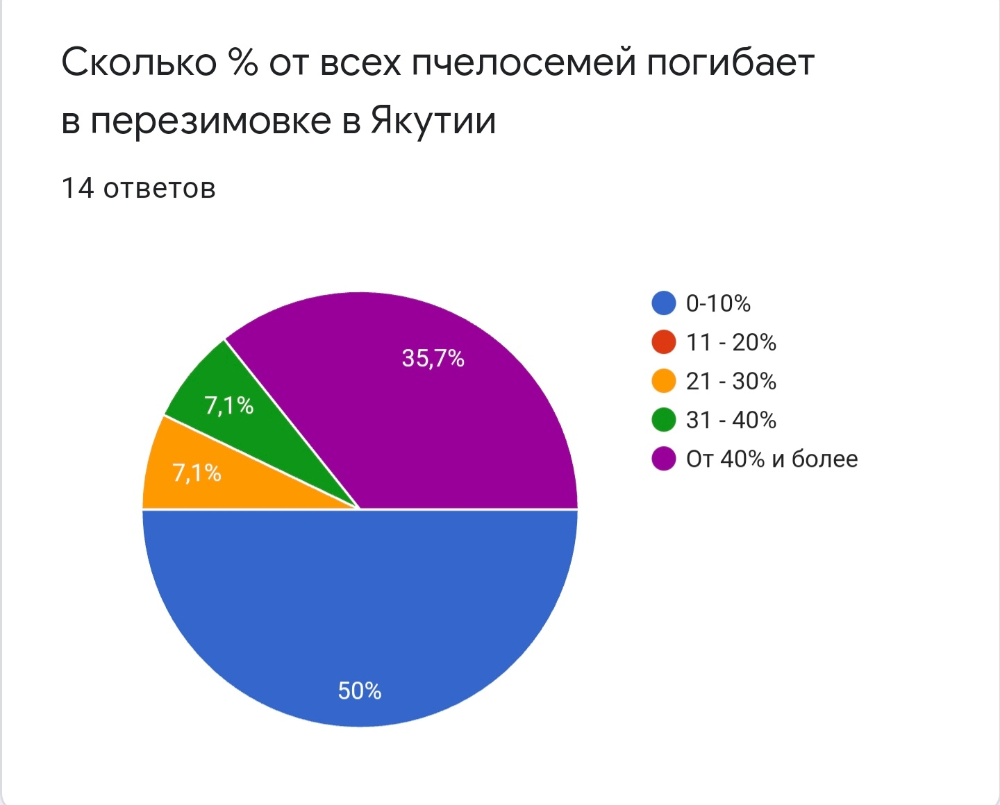 Сколько % от всех пчелосемей погибает
в перезимовке в Якутии
14 ответов
35,7%
7,1%
7,1%
50%
0-10%
11 - 20%
21 - 30%
31 - 40%
От 40% и более